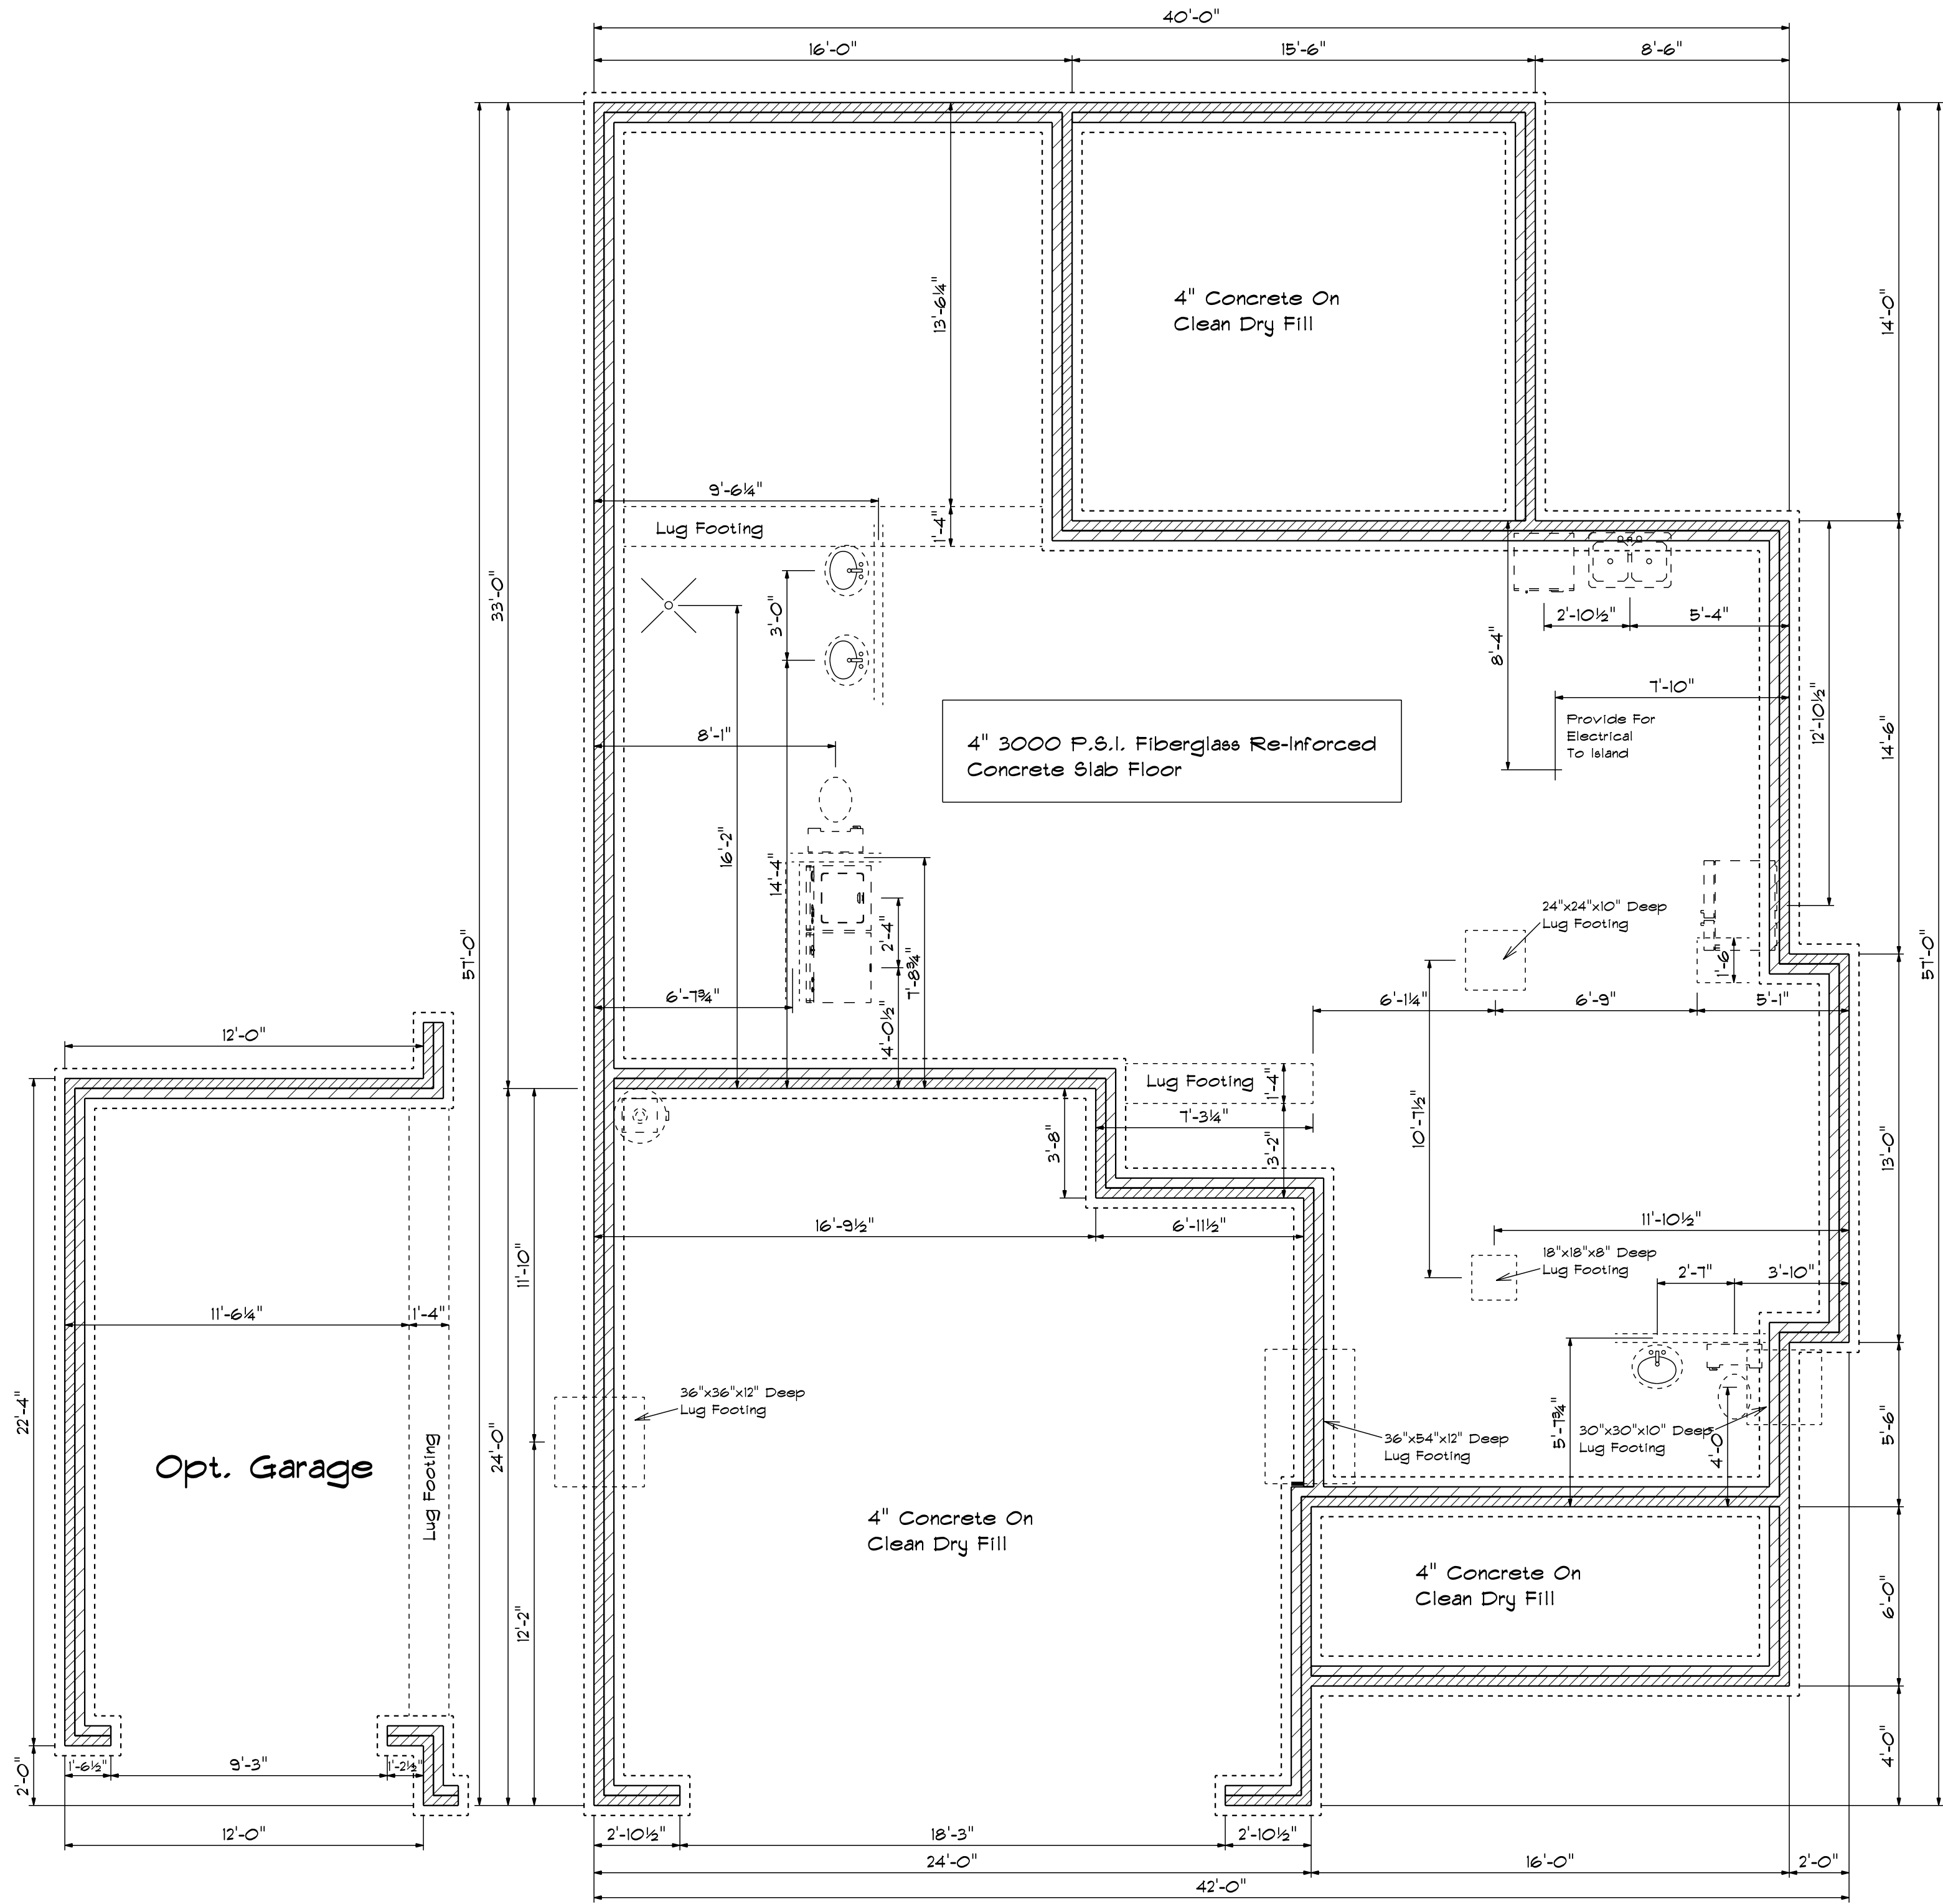 40'-0"
16'-0"
15'-6"
8'-6"
13'-6¼"
4" Concrete On
Clean Dry Fill
14'-0"
9'-6¼"
Lug Footing
1'-4"
33'-0"
3'-0"
8'-4"
2'-10½"
5'-4"
7'-10"
Provide For
Electrical
To Island
12'-10½"
14'-6"
8'-1"
4" 3000 P.S.I. Fiberglass Re-Inforced
Concrete Slab Floor
16'-2"
14'-4"
24"x24"x10" Deep
Lug Footing
57'-0"
2'-4"
7'-8¾"
1'-6"
57'-0"
6'-7¾"
4'-0½"
6'-1¼"
6'-9"
5'-1"
12'-0"
Lug Footing
1'-4"
7'-3¼"
3'-8"
3'-2"
10'-7½"
13'-0"
16'-9½"
6'-11½"
11'-10½"
11'-10"
18"x18"x8" Deep
Lug Footing
2'-7"
3'-10"
11'-6¼"
1'-4"
22'-4"
36"x36"x12" Deep
Lug Footing
24'-0"
5'-7¾"
30"x30"x10" Deep
Lug Footing
4'-0
5'-6"
36"x54"x12" Deep
Lug Footing
Opt. Garage
Lug Footing
4" Concrete On
Clean Dry Fill
4" Concrete On
Clean Dry Fill
6'-0"
12'-2"
4'-0"
2'-0"
1'-6½"
9'-3"
1'-2½"
12'-0"
2'-10½"
18'-3"
2'-10½"
24'-0"
16'-0"
2'-0"
42'-0"